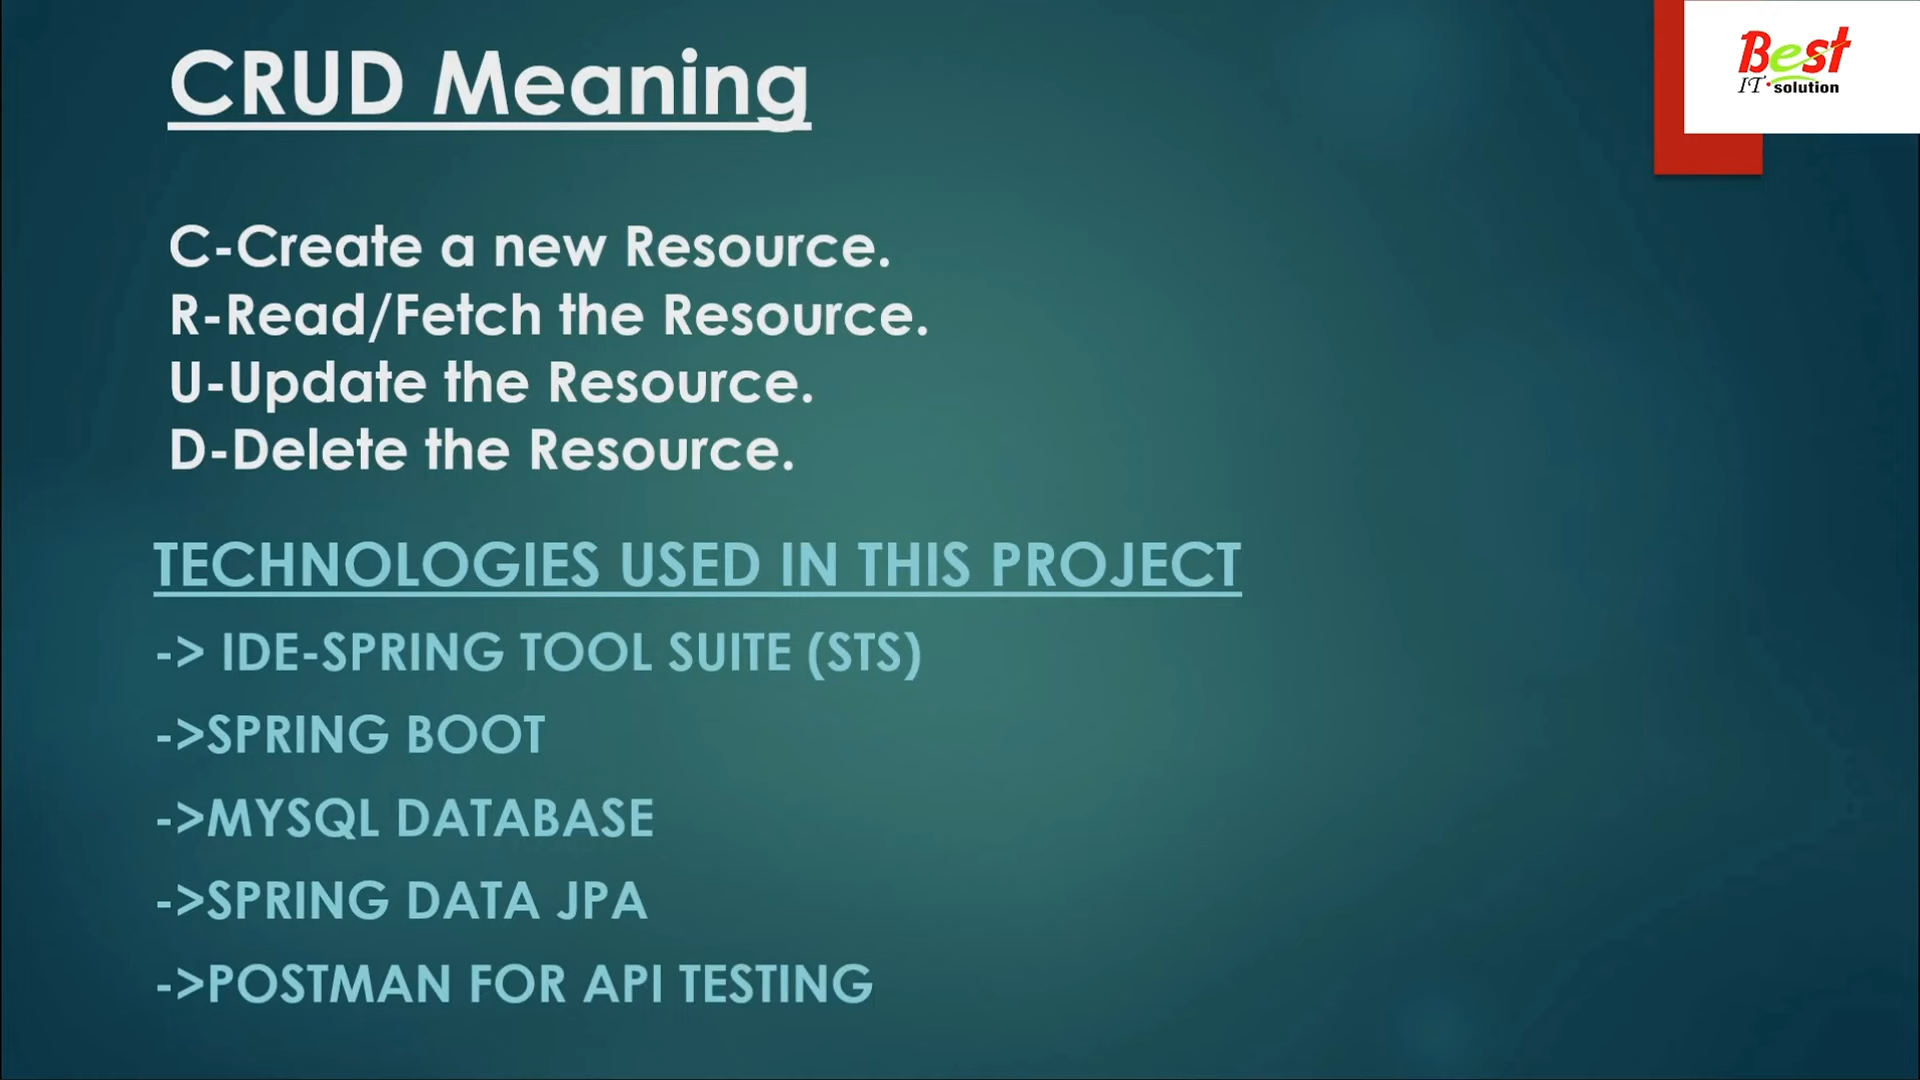 CRUD Meaning
Best
IT solution
C-Create a new Resource.
R-Read/Fetch the Resource.
U-Update the Resource.
D-Delete the Resource.
TECHNOLOGIES USED IN THIS PROJECT
-> IDE-SPRING TOOL SUITE (STS)
->SPRING BOOT
->MYSQL DATABASE
->SPRING DATA JPA
->POSTMAN FOR API TESTING